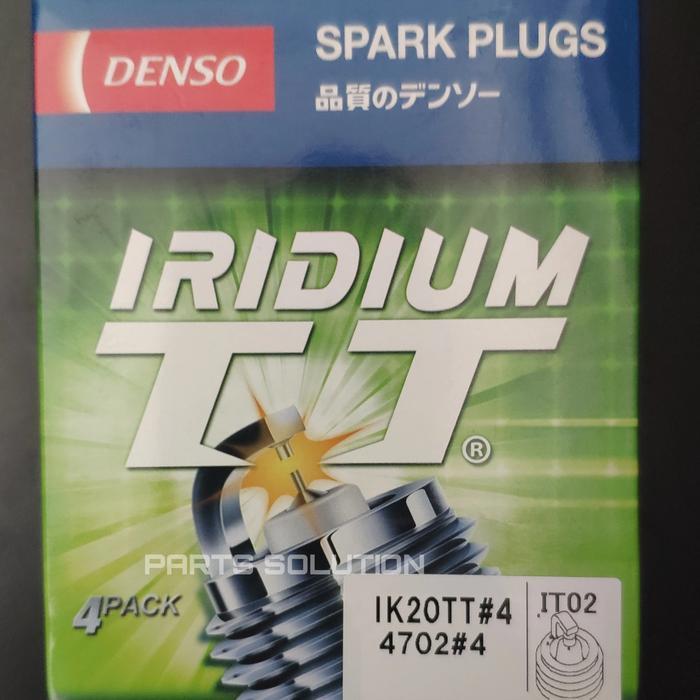 DENSO
SPARK PLUGS
品質のデンソー
IRIDIUM
TT®
PARTS SOLUTION
4PACK
IK20TT#4
4702#4
IT02